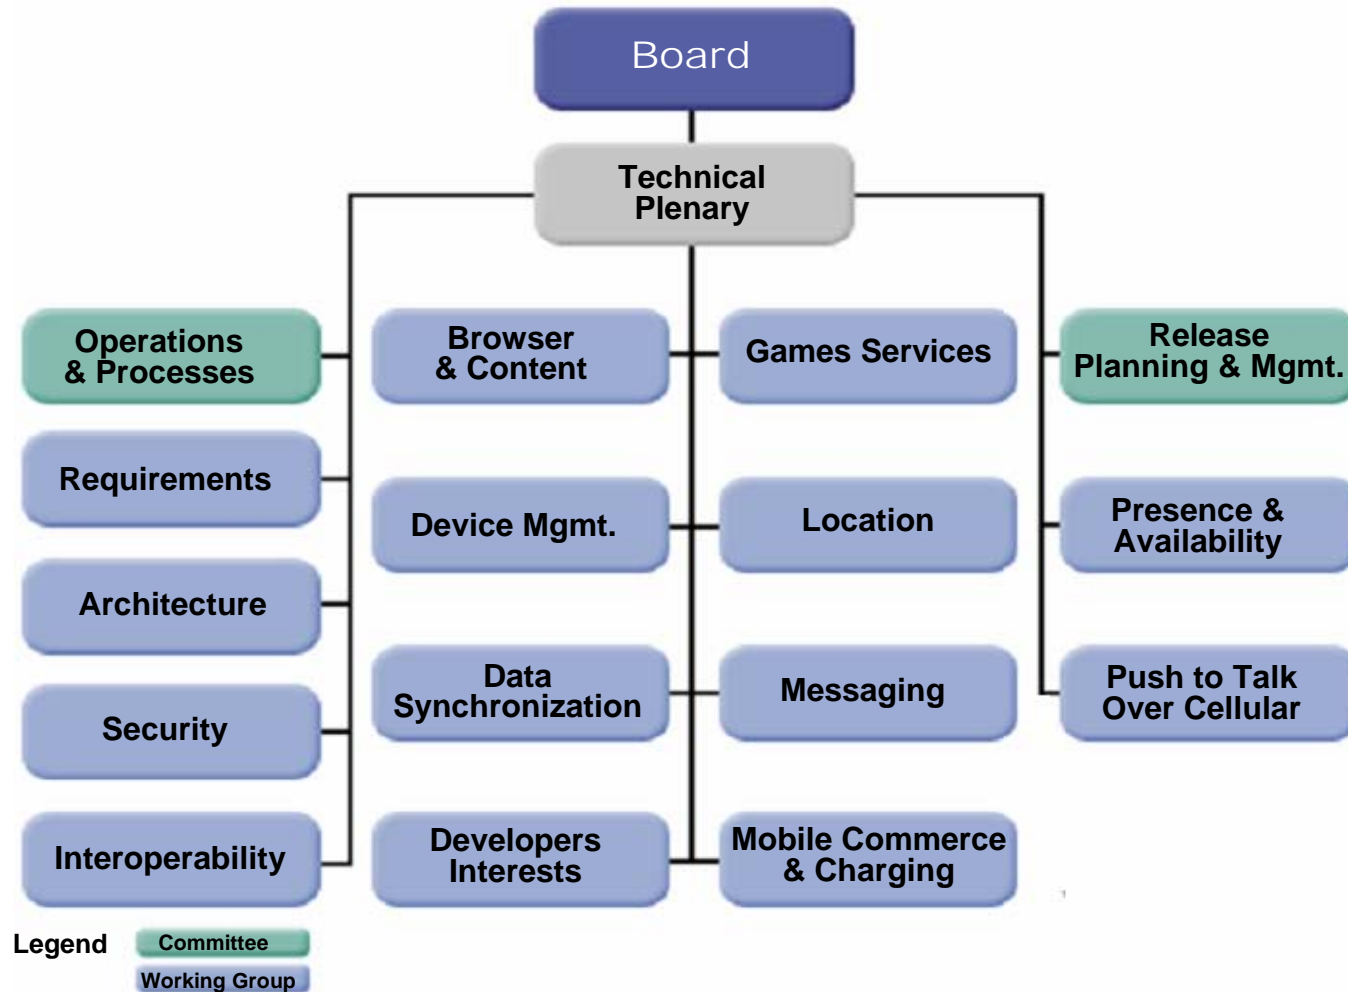 Board
Technical
Plenary
Operations
& Processes
Browser
& Content
Games Services
Release
Planning & Mgmt.
Requirements
Device Mgmt.
Location
Presence &
Availability
Architecture
Data
Synchronization
Messaging
Push to Talk
Over Cellular
Security
Interoperability
Developers
Interests
Mobile Commerce
& Charging
Legend
Committee
Working Group